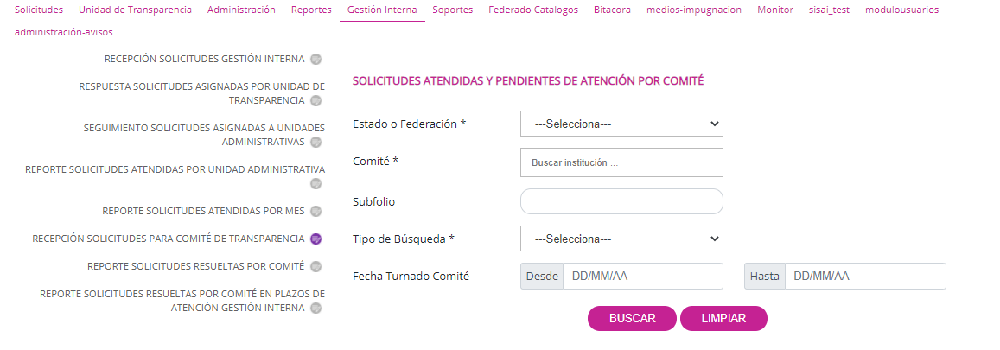 Solicitudes Unidad de Transparencia Administración Reportes Gestión Interna Soportes Federado Catalogos Bitacora medios-impugnacion Monitor sisai_test modulousuarios
administración-avisos
RECEPCIÓN SOLICITUDES GESTIÓN INTERNA
RESPUESTA SOLICITUDES ASIGNADAS POR UNIDAD DE
TRANSPARENCIA
SEGUIMIENTO SOLICITUDES ASIGNADAS A UNIDADES
ADMINISTRATIVAS
REPORTE SOLICITUDES ATENDIDAS POR UNIDAD ADMINISTRATIVA
REPORTE SOLICITUDES ATENDIDAS POR MES
RECEPCIÓN SOLICITUDES PARA COMITÉ DE TRANSPARENCIA
REPORTE SOLICITUDES RESUELTAS POR COMITÉ
REPORTE SOLICITUDES RESUELTAS POR COMITÉ EN PLAZOS DE
ATENCIÓN GESTIÓN INTERNA
SOLICITUDES ATENDIDAS Y PENDIENTES DE ATENCIÓN POR COMITÉ
Estado o Federación * ---Selecciona---
Comité * Buscar institución ...
Subfolio
Tipo de Búsqueda * ---Selecciona---
Fecha Turnado Comité Desde DD/MM/AA Hasta DD/MM/AA
BUSCAR LIMPIAR